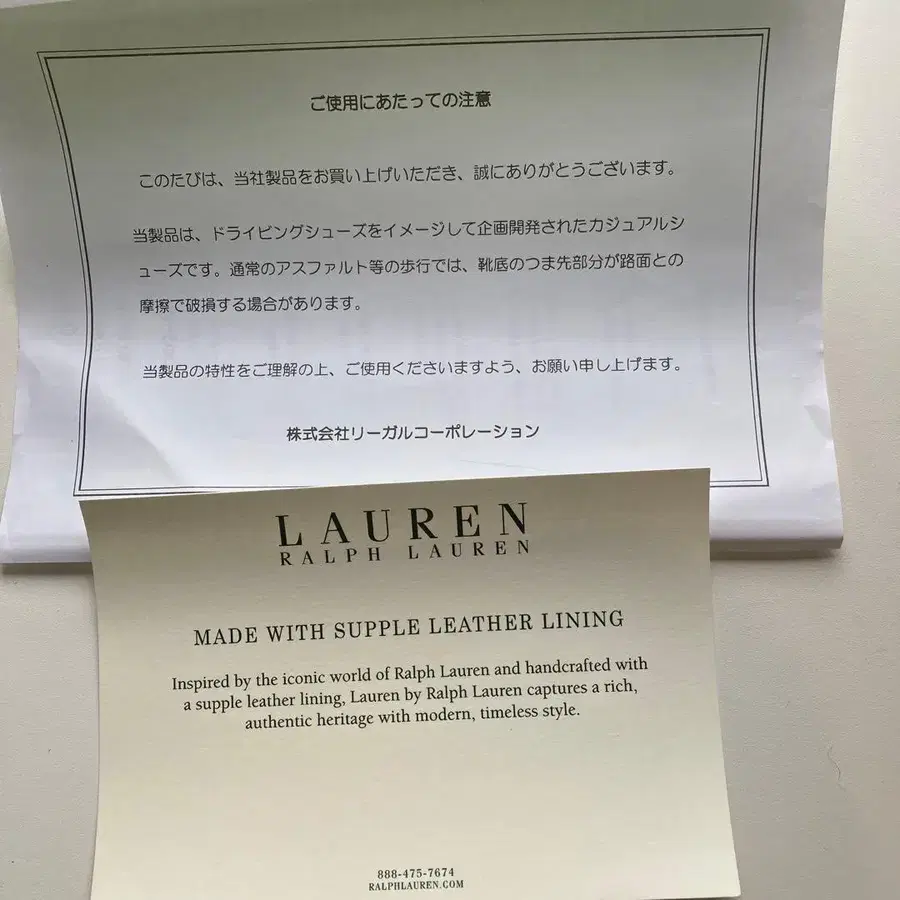 ご使用にあたっての注意
このたびは、当社製品をお買い上げいただき、誠にありがとうございます。
当製品は、ドライビングシューズをイメージして企画開発されたカジュアルシ
ューズです。通常のアスファルト等の歩行では、靴底のつま先部分が路面との
摩擦で破損する場合があります。
当製品の特性をご理解の上、ご使用くださいますよう、お願い申し上げます。
株式会社リーガルコーポレーション
LAUREN
RALPH LAUREN
MADE WITH SUPPLE LEATHER LINING
Inspired by the iconic world of Ralph Lauren and handcrafted with
a supple leather lining, Lauren by Ralph Lauren captures a rich,
authentic heritage with modern, timeless style.
888-475-7674
RALPHLAUREN.COM